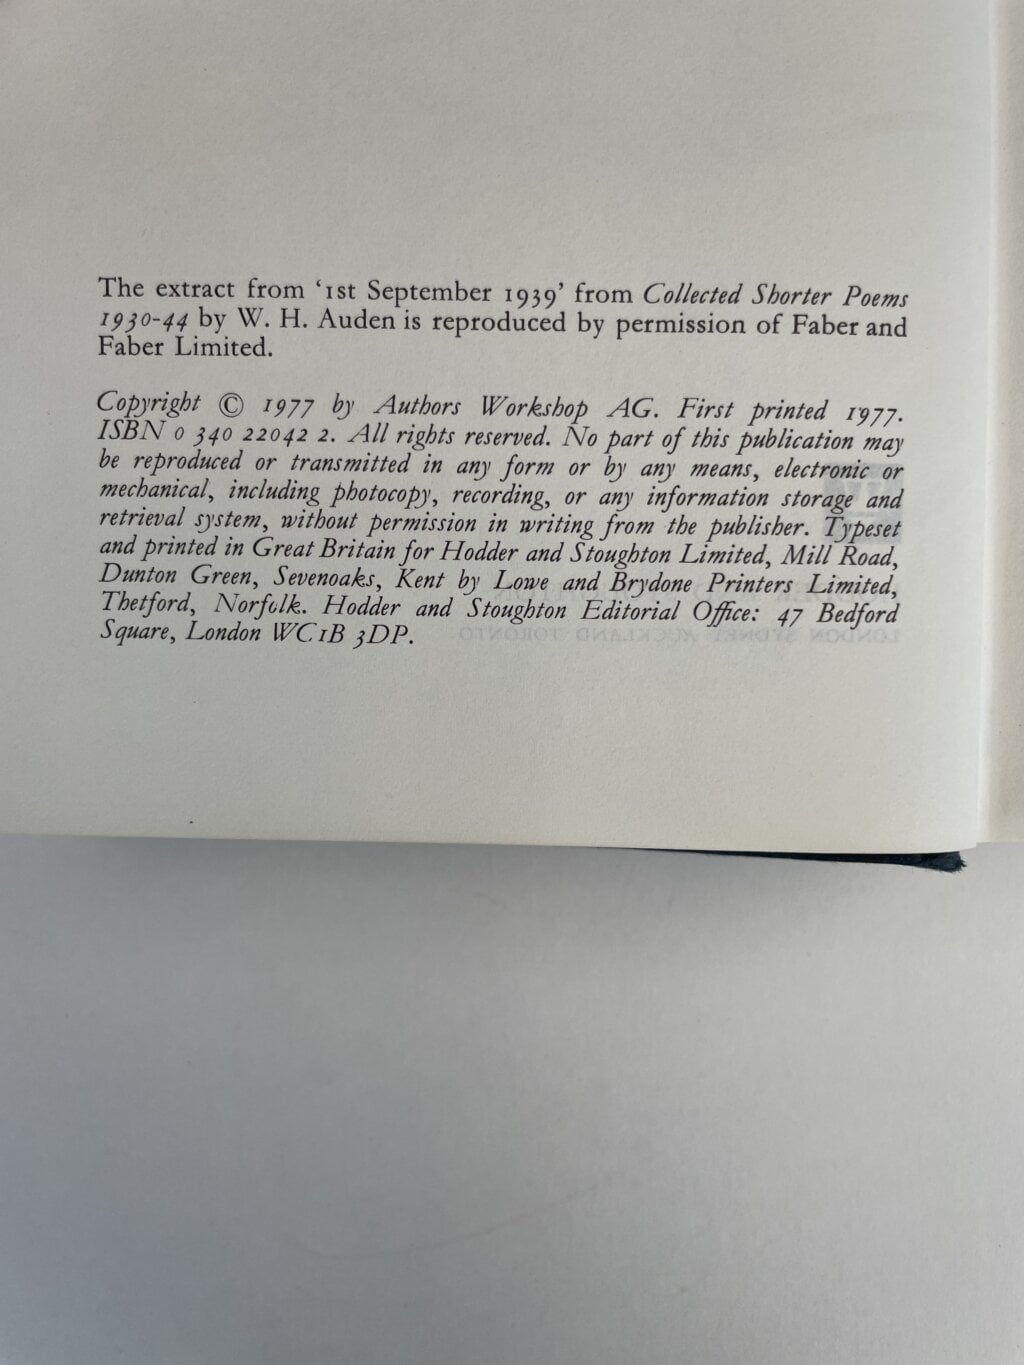 The extract from ‘1st September 1939’ from Collected Shorter Poems
1930-44 by W. H. Auden is reproduced by permission of Faber and
Faber Limited.
Copyright © 1977 by Authors Workshop AG. First printed 1977.
ISBN 0 340 22042 2. All rights reserved. No part of this publication may
be reproduced or transmitted in any form or by any means, electronic or
mechanical, including photocopy, recording, or any information storage and
retrieval system, without permission in writing from the publisher. Typeset
and printed in Great Britain for Hodder and Stoughton Limited, Mill Road,
Dunton Green, Sevenoaks, Kent by Lowe and Brydone Printers Limited,
Thetford, Norfolk. Hodder and Stoughton Editorial Office: 47 Bedford
Square, London WC1B 3DP.
LONDON SYDNEY AUCKLAND TORONTO